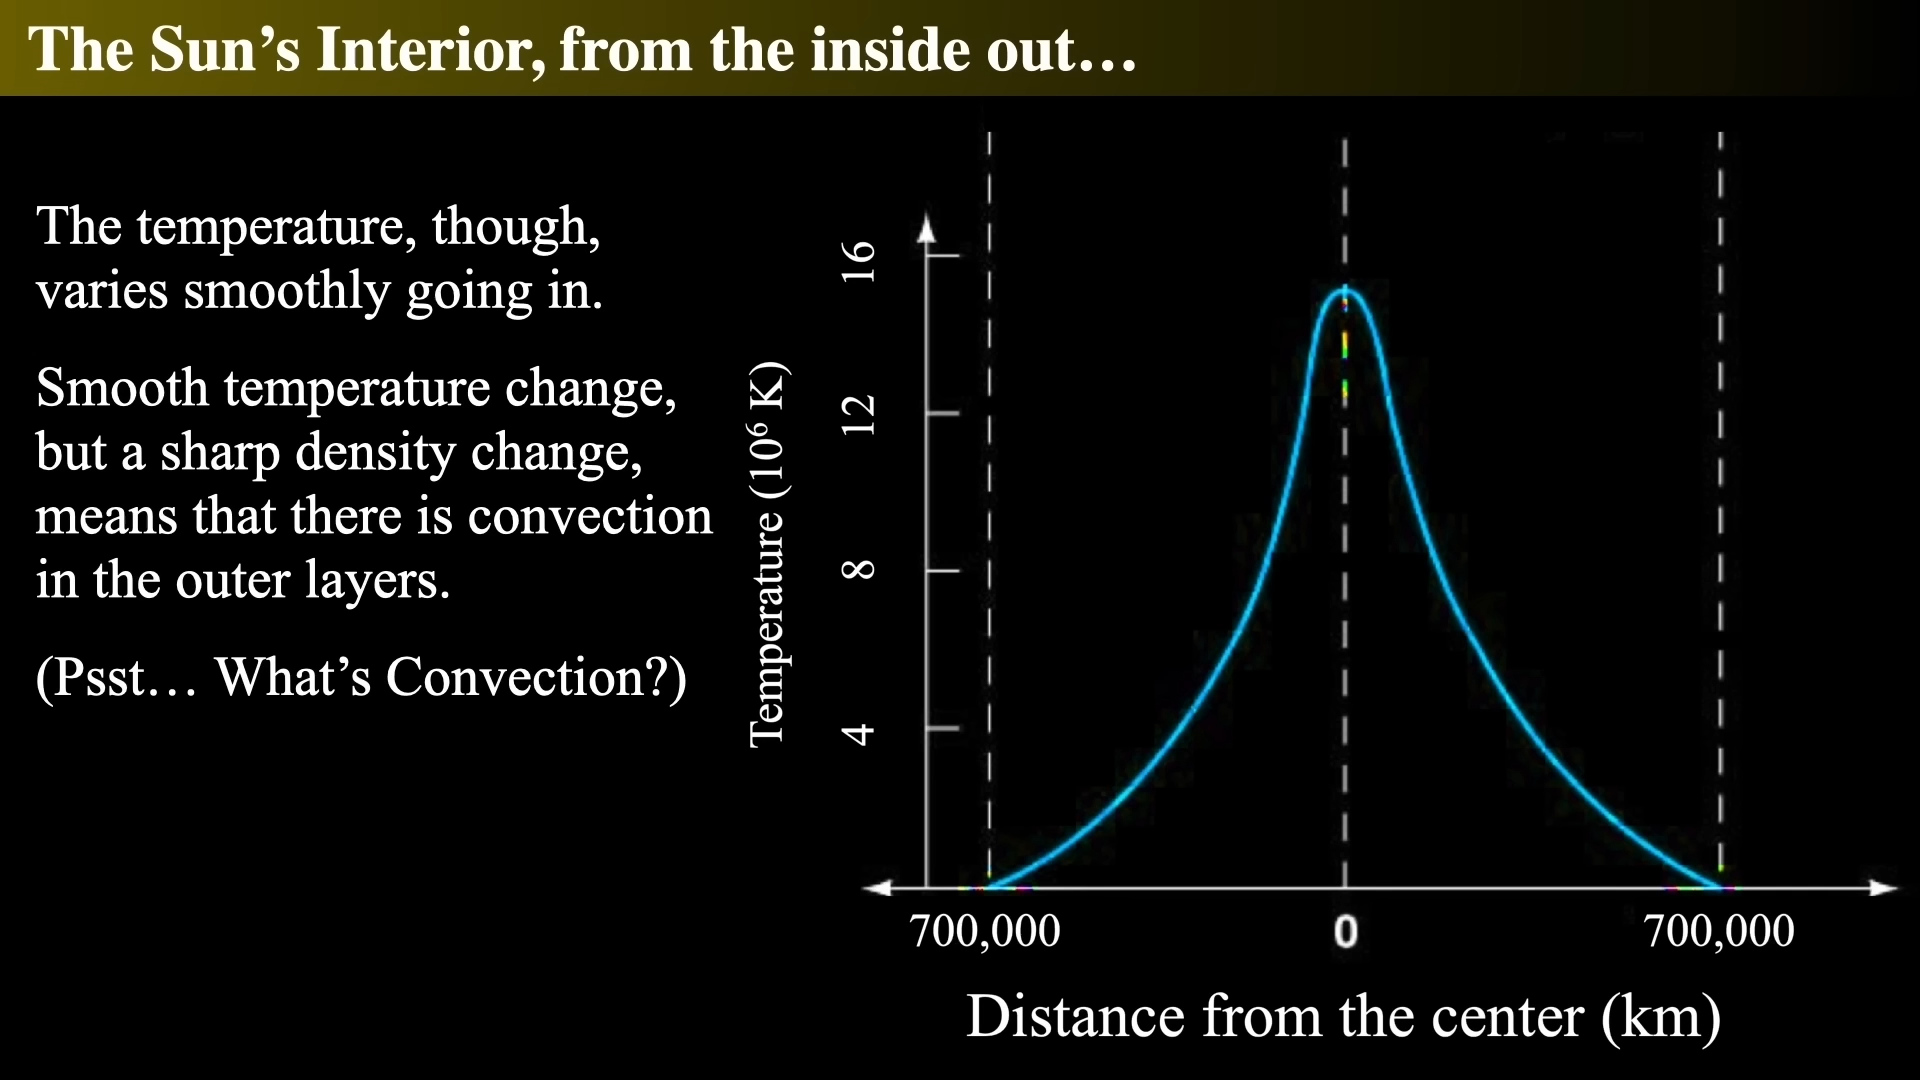 The Sun’s Interior, from the inside out…
The temperature, though,
varies smoothly going in.
Smooth temperature change,
but a sharp density change,
means that there is convection
in the outer layers.
(Psst… What’s Convection?)
Temperature (10⁶ K)
16
12
8
4
700,000
0
700,000
Distance from the center (km)